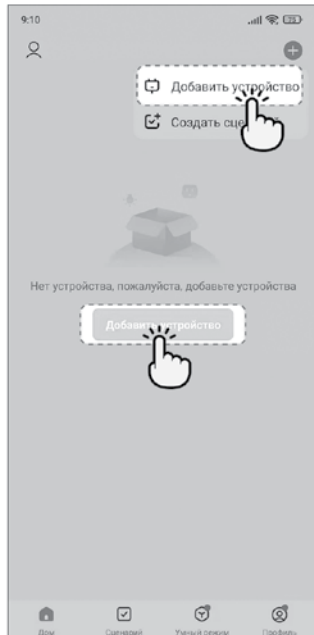 9:10
Добавить устройство
Создать сце
Нет устройства, пожалуйста, добавьте устройства
Добавить устройство
Дом
Сценарий
Умный режим
Профиль